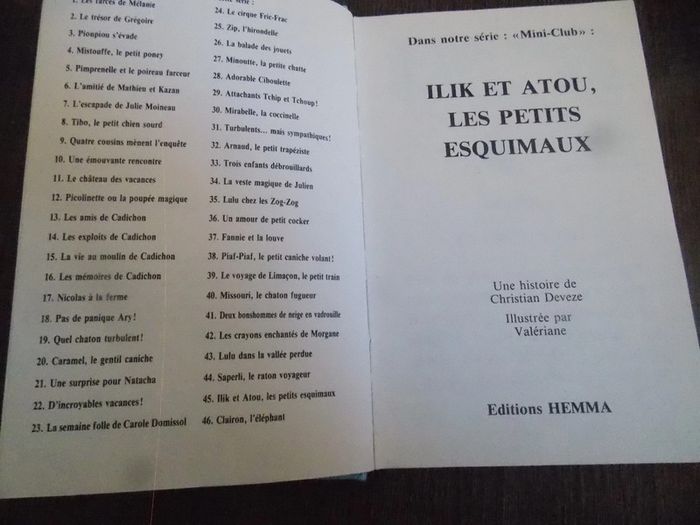 1. Les farces de Mélanie
2. Le trésor de Grégoire
3. Pioupiou s'évade
4. Mistouffe, le petit poney
5. Pimprenelle et le poireau farceur
6. L'amitié de Mathieu et Kazan
7. L'escapade de Julie Moineau
8. Tibo, le petit chien sourd
9. Quatre cousins mènent l'enquête
10. Une émouvante rencontre
11. Le château des vacances
12. Picolinette ou la poupée magique
13. Les amis de Cadichon
14. Les exploits de Cadichon
15. La vie au moulin de Cadichon
16. Les mémoires de Cadichon
17. Nicolas à la ferme
18. Pas de panique Ary!
19. Quel chaton turbulent!
20. Caramel, le gentil caniche
21. Une surprise pour Natacha
22. D'incroyables vacances!
23. La semaine folle de Carole Domissol
série :
24. Le cirque Fric-Frac
25. Zip, l'hirondelle
26. La balade des jouets
27. Minoutte, la petite chatte
28. Adorable Ciboulette
29. Attachants Tchip et Tchoup!
30. Mirabelle, la coccinelle
31. Turbulents... mais sympathiques!
32. Arnaud, le petit trapéziste
33. Trois enfants débrouillards
34. La veste magique de Julien
35. Lulu chez les Zog-Zog
36. Un amour de petit cocker
37. Fannie et la louve
38. Piaf-Piaf, le petit caniche volant!
39. Le voyage de Limaçon, le petit train
40. Missouri, le chaton fugueur
41. Deux bonshommes de neige en vadrouille
42. Les crayons enchantés de Morgane
43. Lulu dans la vallée perdue
44. Saperli, le raton voyageur
45. Ilik et Atou, les petits esquimaux
46. Clairon, l'éléphant
Dans notre série : «Mini-Club» :
ILIK ET ATOU,
LES PETITS
ESQUIMAUX
Une histoire de
Christian Deveze
Illustrée par
Valériane
Editions HEMMA